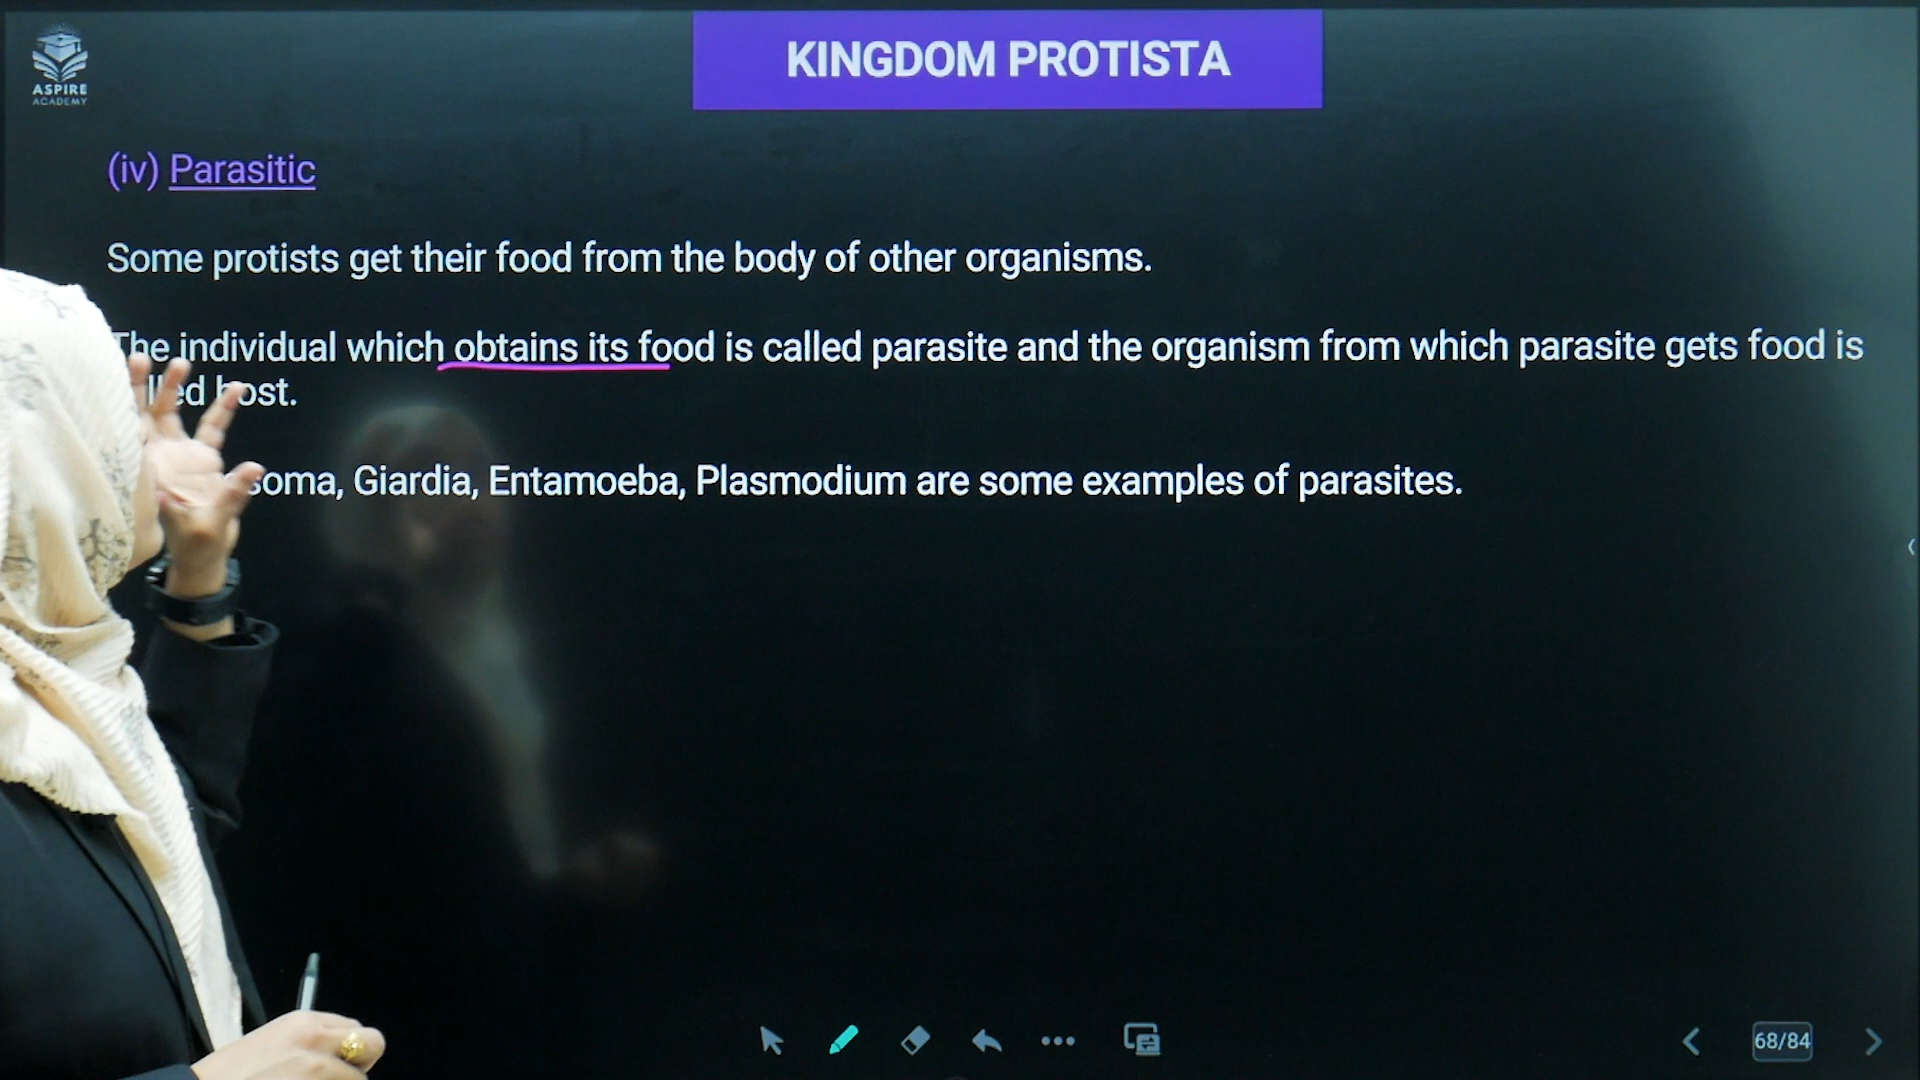 ASPIRE
ACADEMY
KINGDOM PROTISTA
(iv) Parasitic
Some protists get their food from the body of other organisms.
The individual which obtains its food is called parasite and the organism from which parasite gets food is
host.
Giardia, Entamoeba, Plasmodium are some examples of parasites.
68/84